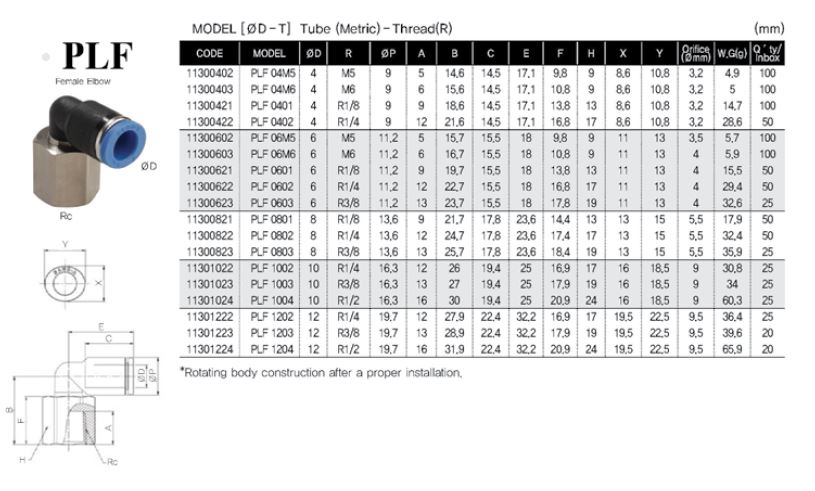 MODEL [ØD-T] Tube (Metric)-Thread(R) (mm)
PLF
Female Elbow
CODE MODEL ØD R ØP A B C E F H X Y Orifice (Ømm) W.G(g) Q'ty/Inbox
11300402 PLF 04M5 4 M5 9 5 14,6 14,5 17,1 9,8 9 8,6 10,8 3,2 4,9 100
11300403 PLF 04M6 4 M6 9 6 15,6 14,5 17,1 10,8 9 8,6 10,8 3,2 5 100
11300421 PLF 0401 4 R1/8 9 9 18,6 14,5 17,1 13,8 13 8,6 10,8 3,2 14,7 100
11300422 PLF 0402 4 R1/4 9 12 21,6 14,5 17,1 16,8 17 8,6 10,8 3,2 28,6 50
11300602 PLF 06M5 6 M5 11,2 5 15,7 15,5 18 9,8 9 11 13 3,5 5,7 100
11300603 PLF 06M6 6 M6 11,2 6 16,7 15,5 18 10,8 9 11 13 4 5,9 100
11300621 PLF 0601 6 R1/8 11,2 9 19,7 15,5 18 13,8 13 11 13 4 15,5 50
11300622 PLF 0602 6 R1/4 11,2 12 22,7 15,5 18 16,8 17 11 13 4 29,4 50
11300623 PLF 0603 6 R3/8 11,2 13 23,7 15,5 18 17,8 19 11 13 4 32,6 25
11300821 PLF 0801 8 R1/8 13,6 9 21,7 17,8 23,6 14,4 13 13 15 5,5 17,9 50
11300822 PLF 0802 8 R1/4 13,6 12 24,7 17,8 23,6 17,4 17 13 15 5,5 32,4 50
11300823 PLF 0803 8 R3/8 13,6 13 25,7 17,8 23,6 18,4 19 13 15 5,5 35,9 25
11301022 PLF 1002 10 R1/4 16,3 12 26 19,4 25 16,9 17 16 18,5 9 30,8 25
11301023 PLF 1003 10 R3/8 16,3 13 27 19,4 25 17,9 19 16 18,5 9 34 25
11301024 PLF 1004 10 R1/2 16,3 16 30 19,4 25 20,9 24 16 18,5 9 60,3 25
11301222 PLF 1202 12 R1/4 19,7 12 27,9 22,4 32,2 16,9 17 19,5 22,5 9,5 36,4 25
11301223 PLF 1203 12 R3/8 19,7 13 28,9 22,4 32,2 17,9 19 19,5 22,5 9,5 39,6 20
11301224 PLF 1204 12 R1/2 19,7 16 31,9 22,4 32,2 20,9 24 19,5 22,5 9,5 65,9 20
*Rotating body construction after a proper installation,
ØD
Rc
Y
X
E
C
B
F
A
ØD
ØP
H
Rc